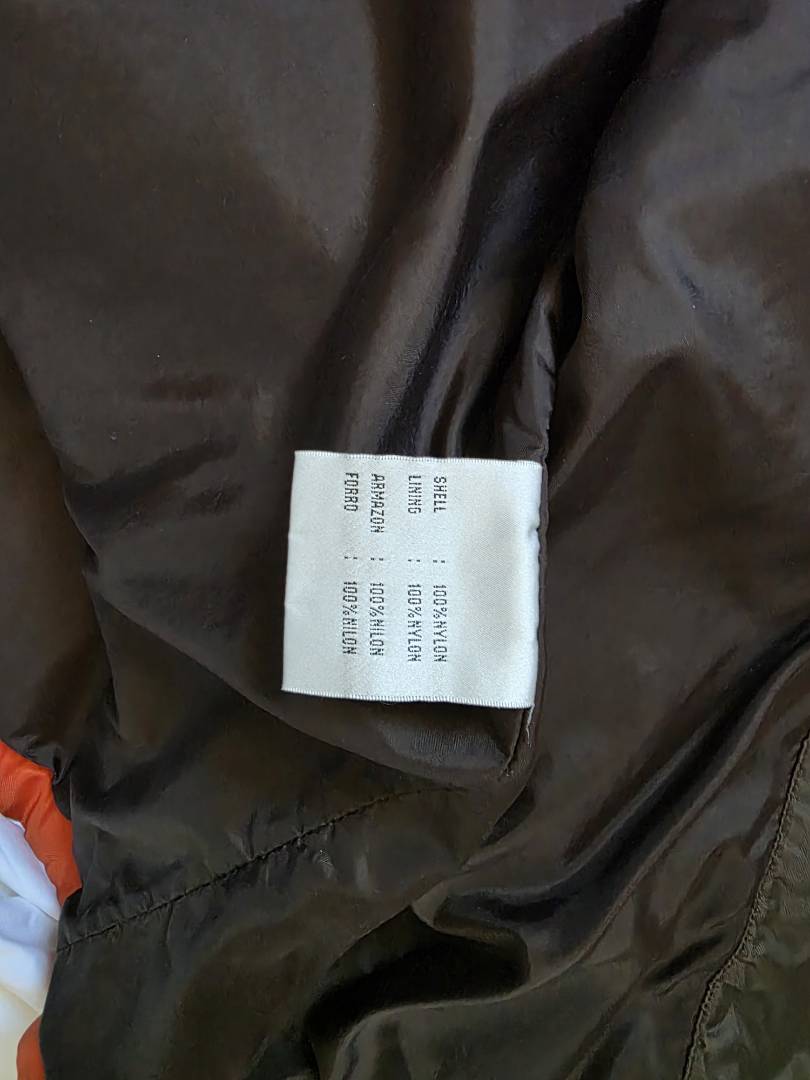 SHELL : 100%NYLON
LINING : 100%NYLON
ARMAZON : 100%NILON
FORRO : 100%NILON